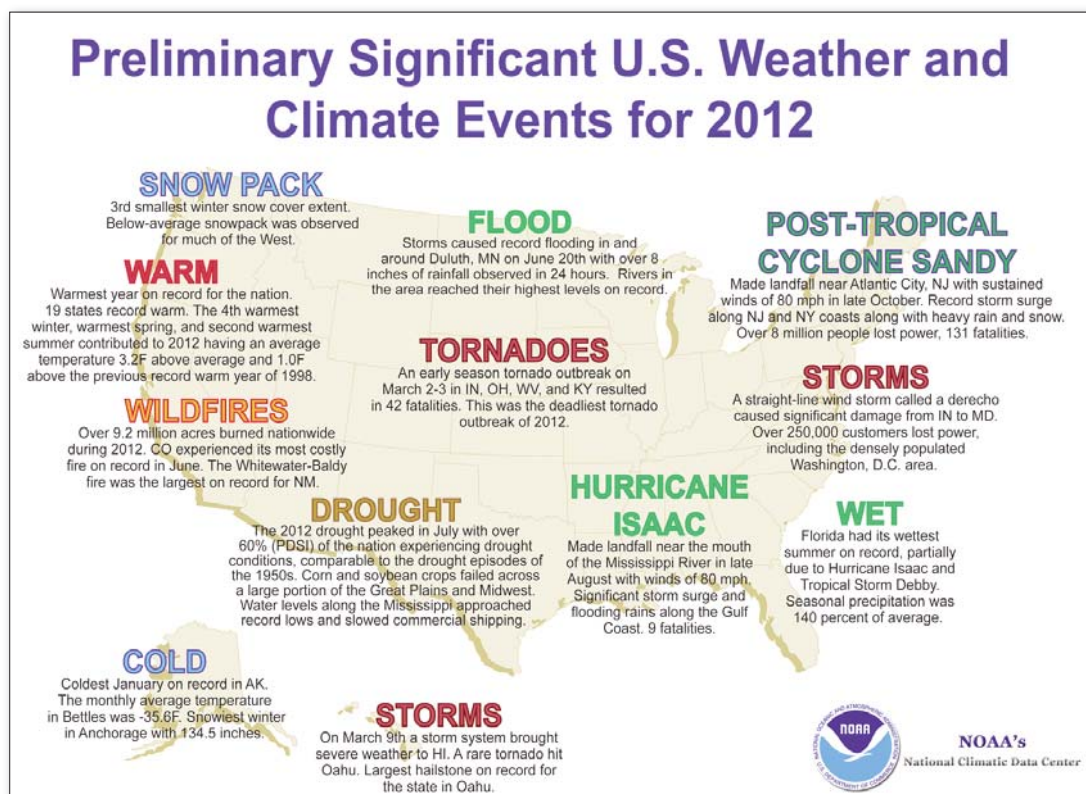 Preliminary Significant U.S. Weather and
Climate Events for 2012
SNOW PACK
3rd smallest winter snow cover extent.
Below-average snowpack was observed
for much of the West.
WARM
Warmest year on record for the nation.
19 states record warm. The 4th warmest
winter, warmest spring, and second warmest
summer contributed to 2012 having an average
temperature 3.2F above average and 1.0F
above the previous record warm year of 1998.
WILDFIRES
Over 9.2 million acres burned nationwide
during 2012. CO experienced its most costly
fire on record in June. The Whitewater-Baldy
fire was the largest on record for NM.
FLOOD
Storms caused record flooding in and
around Duluth, MN on June 20th with over 8
inches of rainfall observed in 24 hours. Rivers in
the area reached their highest levels on record.
TORNADOES
An early season tornado outbreak on
March 2-3 in IN, OH, WV, and KY resulted
in 42 fatalities. This was the deadliest tornado
outbreak of 2012.
POST-TROPICAL
CYCLONE SANDY
Made landfall near Atlantic City, NJ with sustained
winds of 80 mph in late October. Record storm surge
along NJ and NY coasts along with heavy rain and snow.
Over 8 million people lost power, 131 fatalities.
STORMS
A straight-line wind storm called a derecho
caused significant damage from IN to MD.
Over 250,000 customers lost power,
including the densely populated
Washington, D.C. area.
DROUGHT
The 2012 drought peaked in July with over
60% (PDSI) of the nation experiencing drought
conditions, comparable to the drought episodes of
the 1950s. Corn and soybean crops failed across
a large portion of the Great Plains and Midwest.
Water levels along the Mississippi approached
record lows and slowed commercial shipping.
HURRICANE
ISAAC
Made landfall near the mouth
of the Mississippi River in late
August with winds of 80 mph.
Significant storm surge and
flooding rains along the Gulf
Coast. 9 fatalities.
WET
Florida had its wettest
summer on record, partially
due to Hurricane Isaac and
Tropical Storm Debby.
Seasonal precipitation was
140 percent of average.
COLD
Coldest January on record in AK.
The monthly average temperature
in Bettles was -35.6F. Snowiest winter
in Anchorage with 134.5 inches.
STORMS
On March 9th a storm system brought
severe weather to HI. A rare tornado hit
Oahu. Largest hailstone on record for
the state in Oahu.
NATIONAL OCEANIC AND ATMOSPHERIC ADMINISTRATION
NOAA
U.S. DEPARTMENT OF COMMERCE
NOAA's
National Climatic Data Center